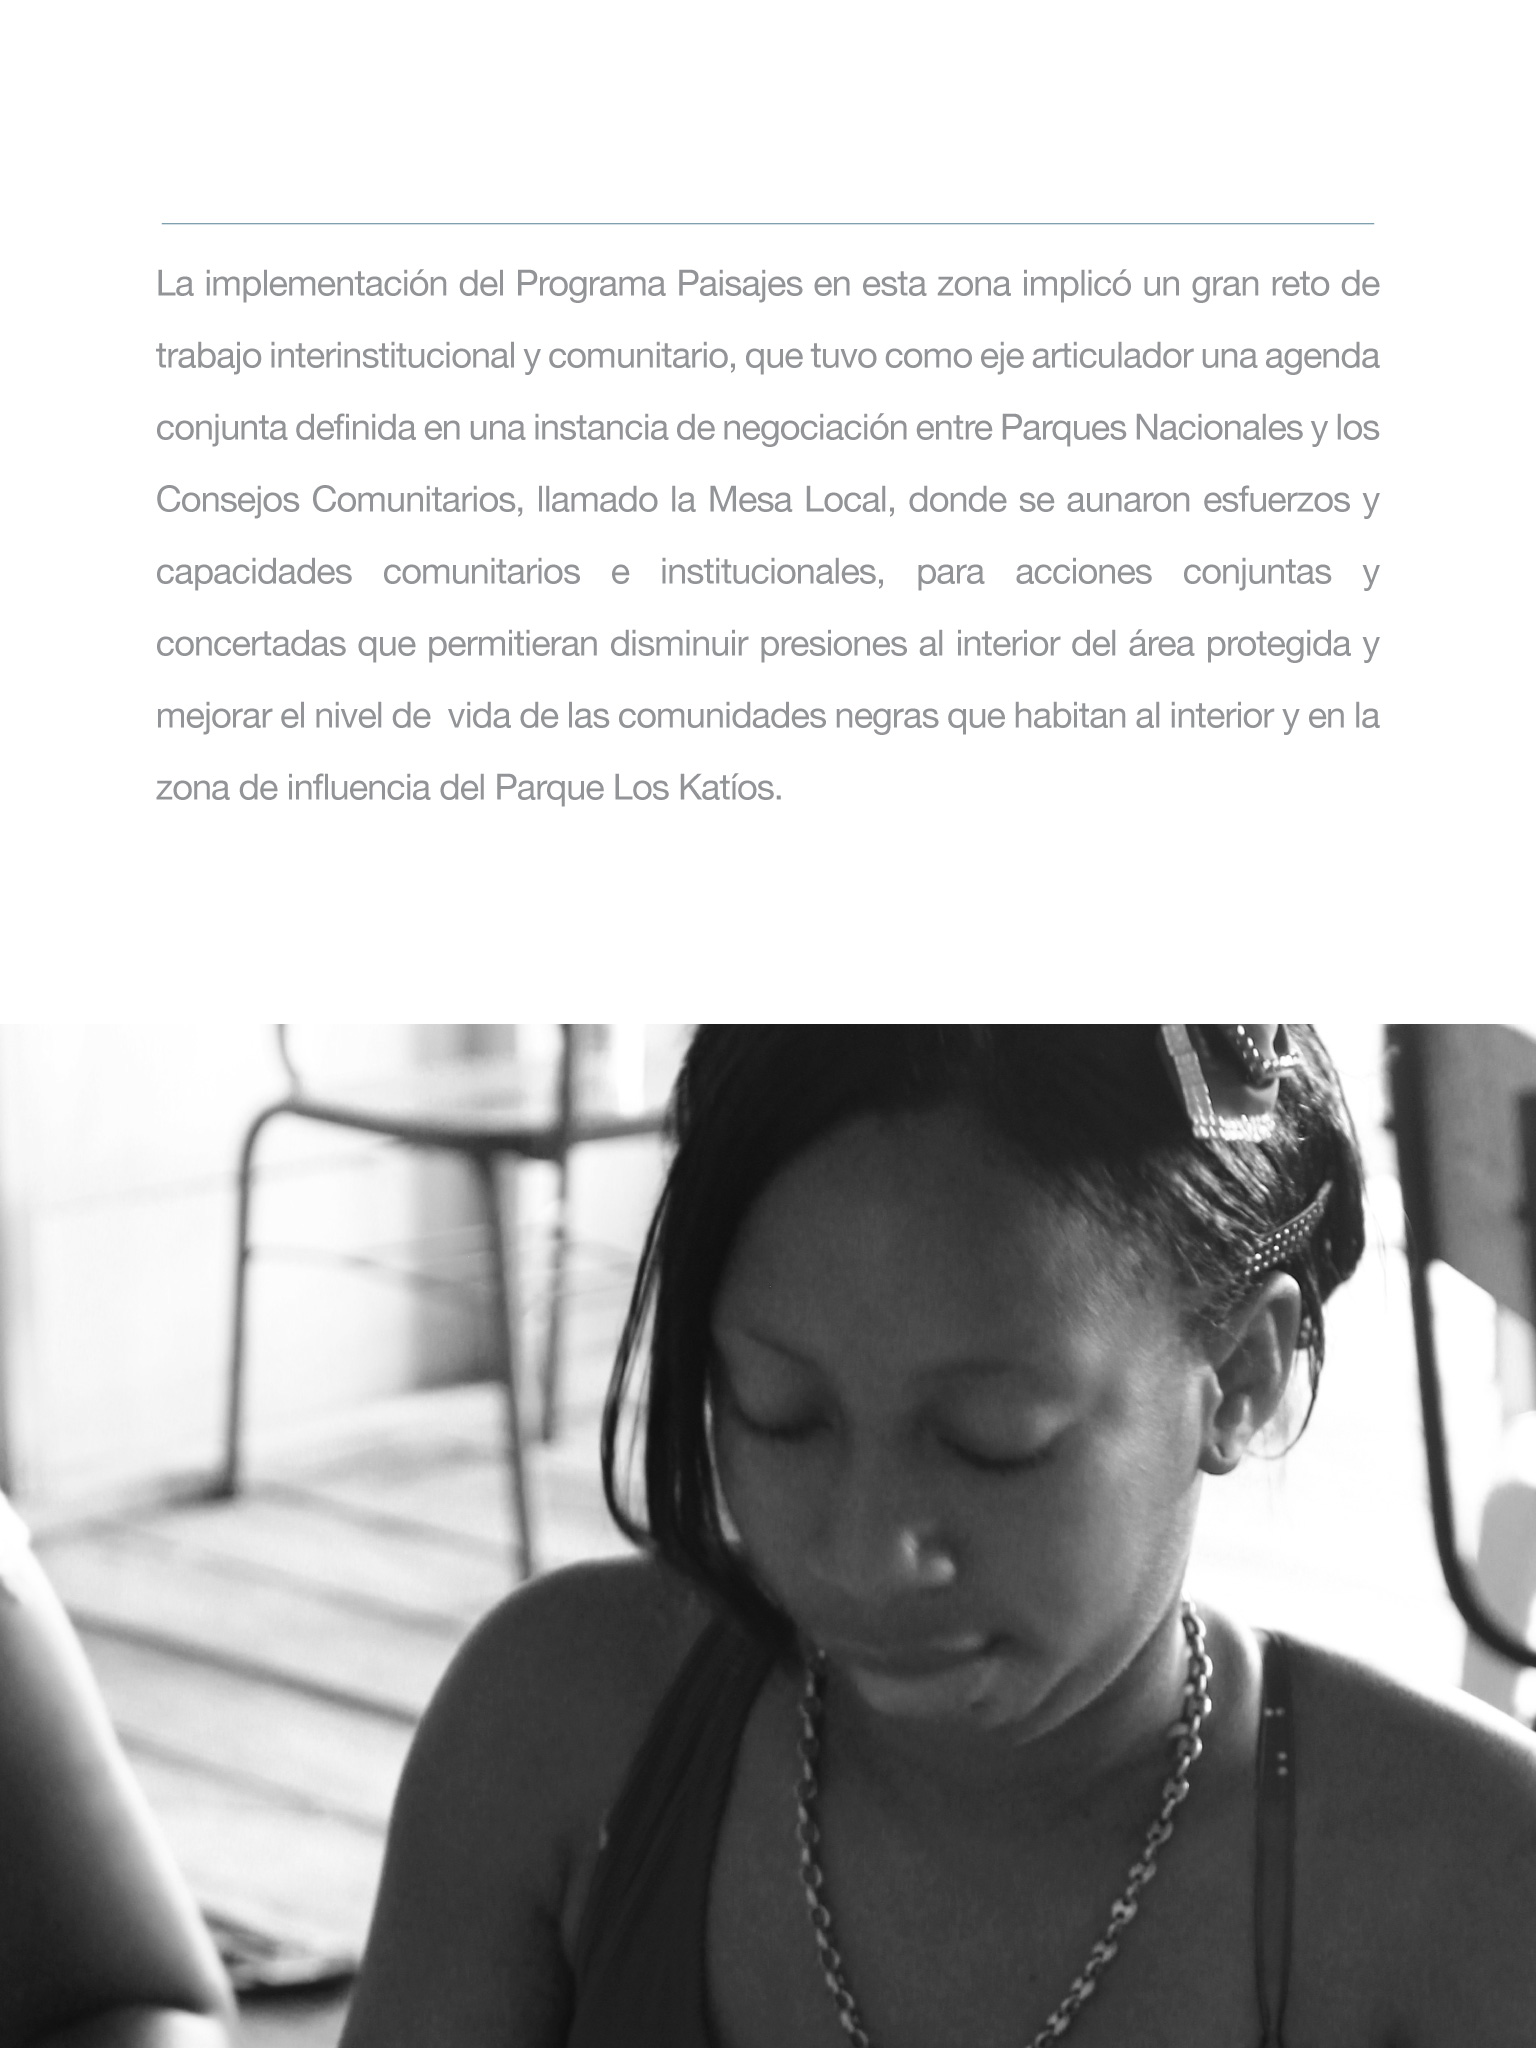 La implementación del Programa Paisajes en esta zona implicó un gran reto de
trabajo interinstitucional y comunitario, que tuvo como eje articulador una agenda
conjunta definida en una instancia de negociación entre Parques Nacionales y los
Consejos Comunitarios, llamado la Mesa Local, donde se aunaron esfuerzos y
capacidades comunitarios e institucionales, para acciones conjuntas y
concertadas que permitieran disminuir presiones al interior del área protegida y
mejorar el nivel de  vida de las comunidades negras que habitan al interior y en la
zona de influencia del Parque Los Katíos.